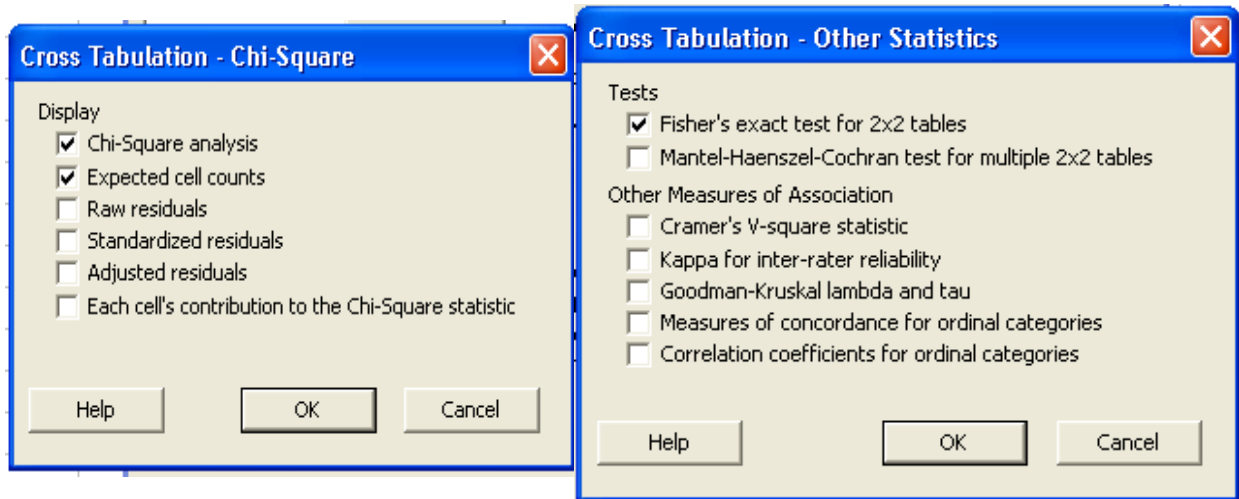 Cross Tabulation - Chi-Square
Display
Chi-Square analysis
Expected cell counts
Raw residuals
Standardized residuals
Adjusted residuals
Each cell's contribution to the Chi-Square statistic
Help
OK
Cancel
Cross Tabulation - Other Statistics
Tests
Fisher's exact test for 2x2 tables
Mantel-Haenszel-Cochran test for multiple 2x2 tables
Other Measures of Association
Cramer's V-square statistic
Kappa for inter-rater reliability
Goodman-Kruskal lambda and tau
Measures of concordance for ordinal categories
Correlation coefficients for ordinal categories
Help
OK
Cancel